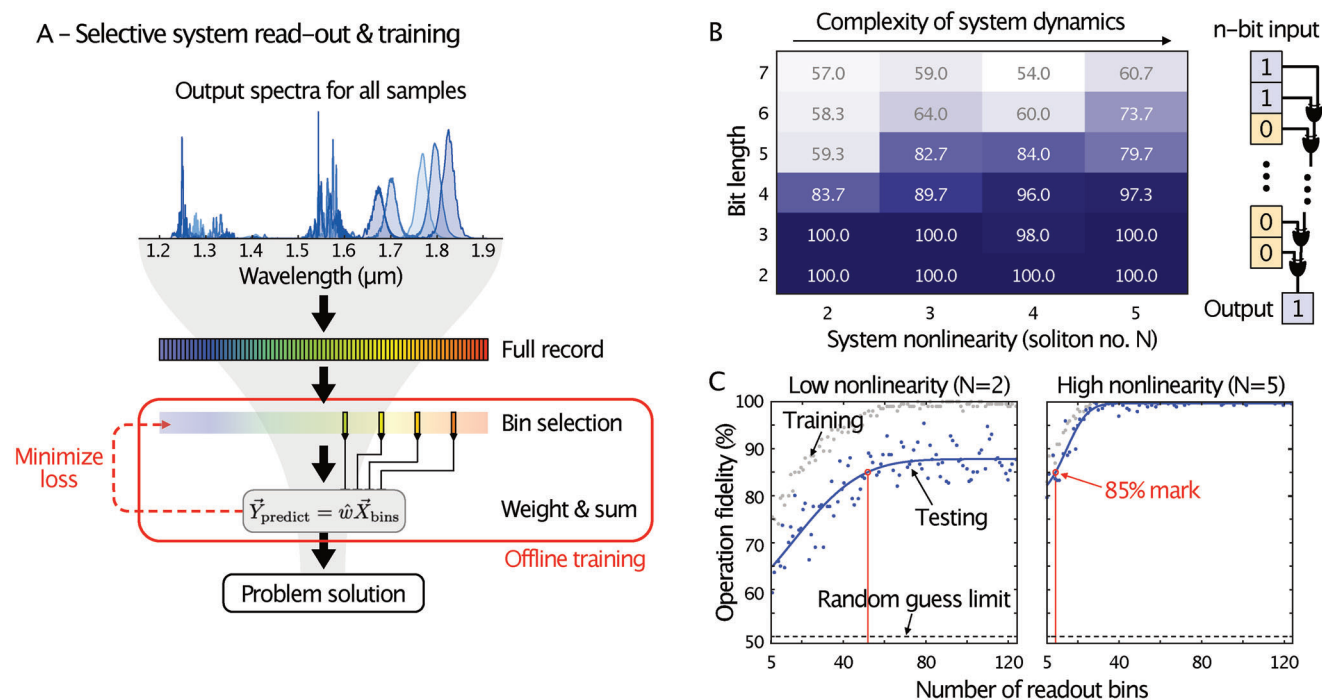 A – Selective system read–out & training
Output spectra for all samples
1.2 1.3 1.4 1.5 1.6 1.7 1.8 1.9
Wavelength (μm)
Full record
Bin selection
Minimize
loss
Y⃗predict = ŵX⃗bins
Weight & sum
Offline training
Problem solution
B
Complexity of system dynamics
Bit length
7 57.0 59.0 54.0 60.7
6 58.3 64.0 60.0 73.7
5 59.3 82.7 84.0 79.7
4 83.7 89.7 96.0 97.3
3 100.0 100.0 98.0 100.0
2 100.0 100.0 100.0 100.0
2 3 4 5
System nonlinearity (soliton no. N)
n–bit input
1
1
0
0
0
Output 1
C
Low nonlinearity (N=2)
High nonlinearity (N=5)
Operation fidelity (%)
100
90
80
70
60
50
Training
Testing
85% mark
Random guess limit
5 40 80 120
5 40 80 120
Number of readout bins